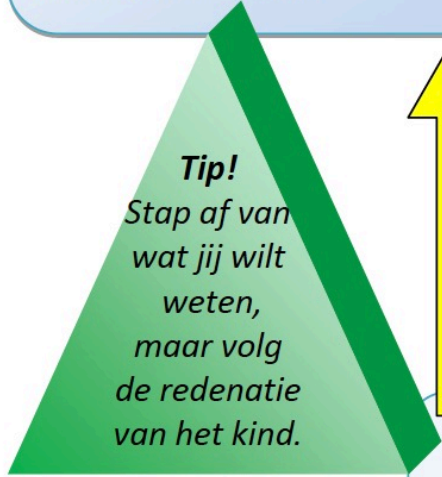 Tip!
Stap af van
wat jij wilt
weten,
maar volg
de redenatie
van het kind.